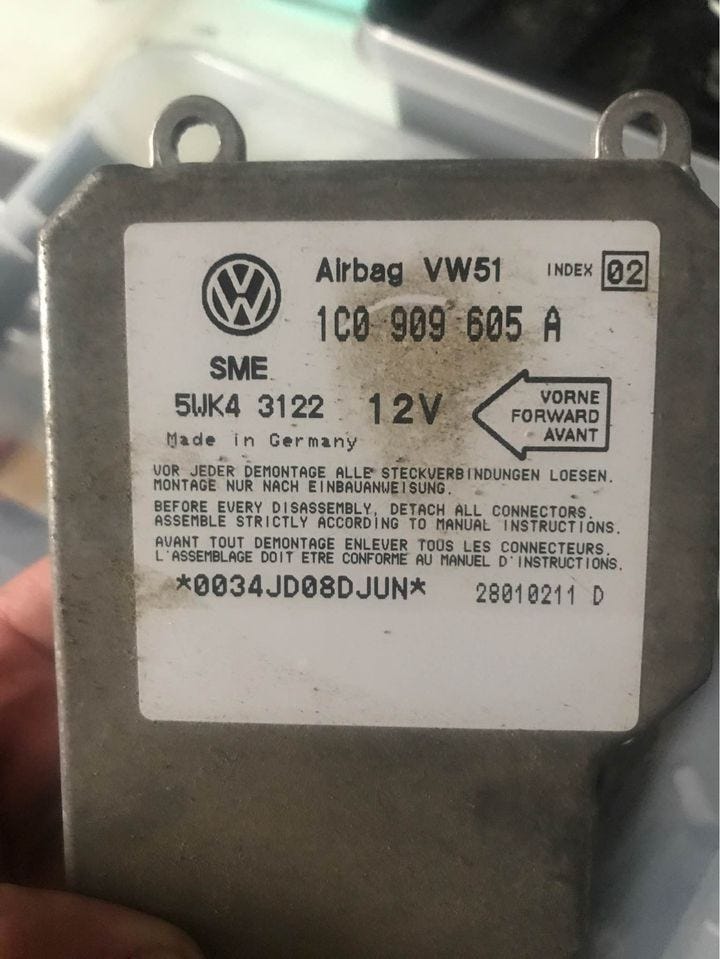 Airbag VW51 INDEX 02
1C0 909 605 A
SME
5WK4 3122 12V
VORNE
FORWARD
AVANT
Made in Germany
VOR JEDER DEMONTAGE ALLE STECKVERBINDUNGEN LOESEN.
MONTAGE NUR NACH EINBAUANWEISUNG.
BEFORE EVERY DISASSEMBLY, DETACH ALL CONNECTORS.
ASSEMBLE STRICTLY ACCORDING TO MANUAL INSTRUCTIONS.
AVANT TOUT DEMONTAGE ENLEVER TOUS LES CONNECTEURS.
L'ASSEMBLAGE DOIT ETRE CONFORME AU MANUEL D'INSTRUCTIONS.
*0034JD08DJUN* 28010211 D